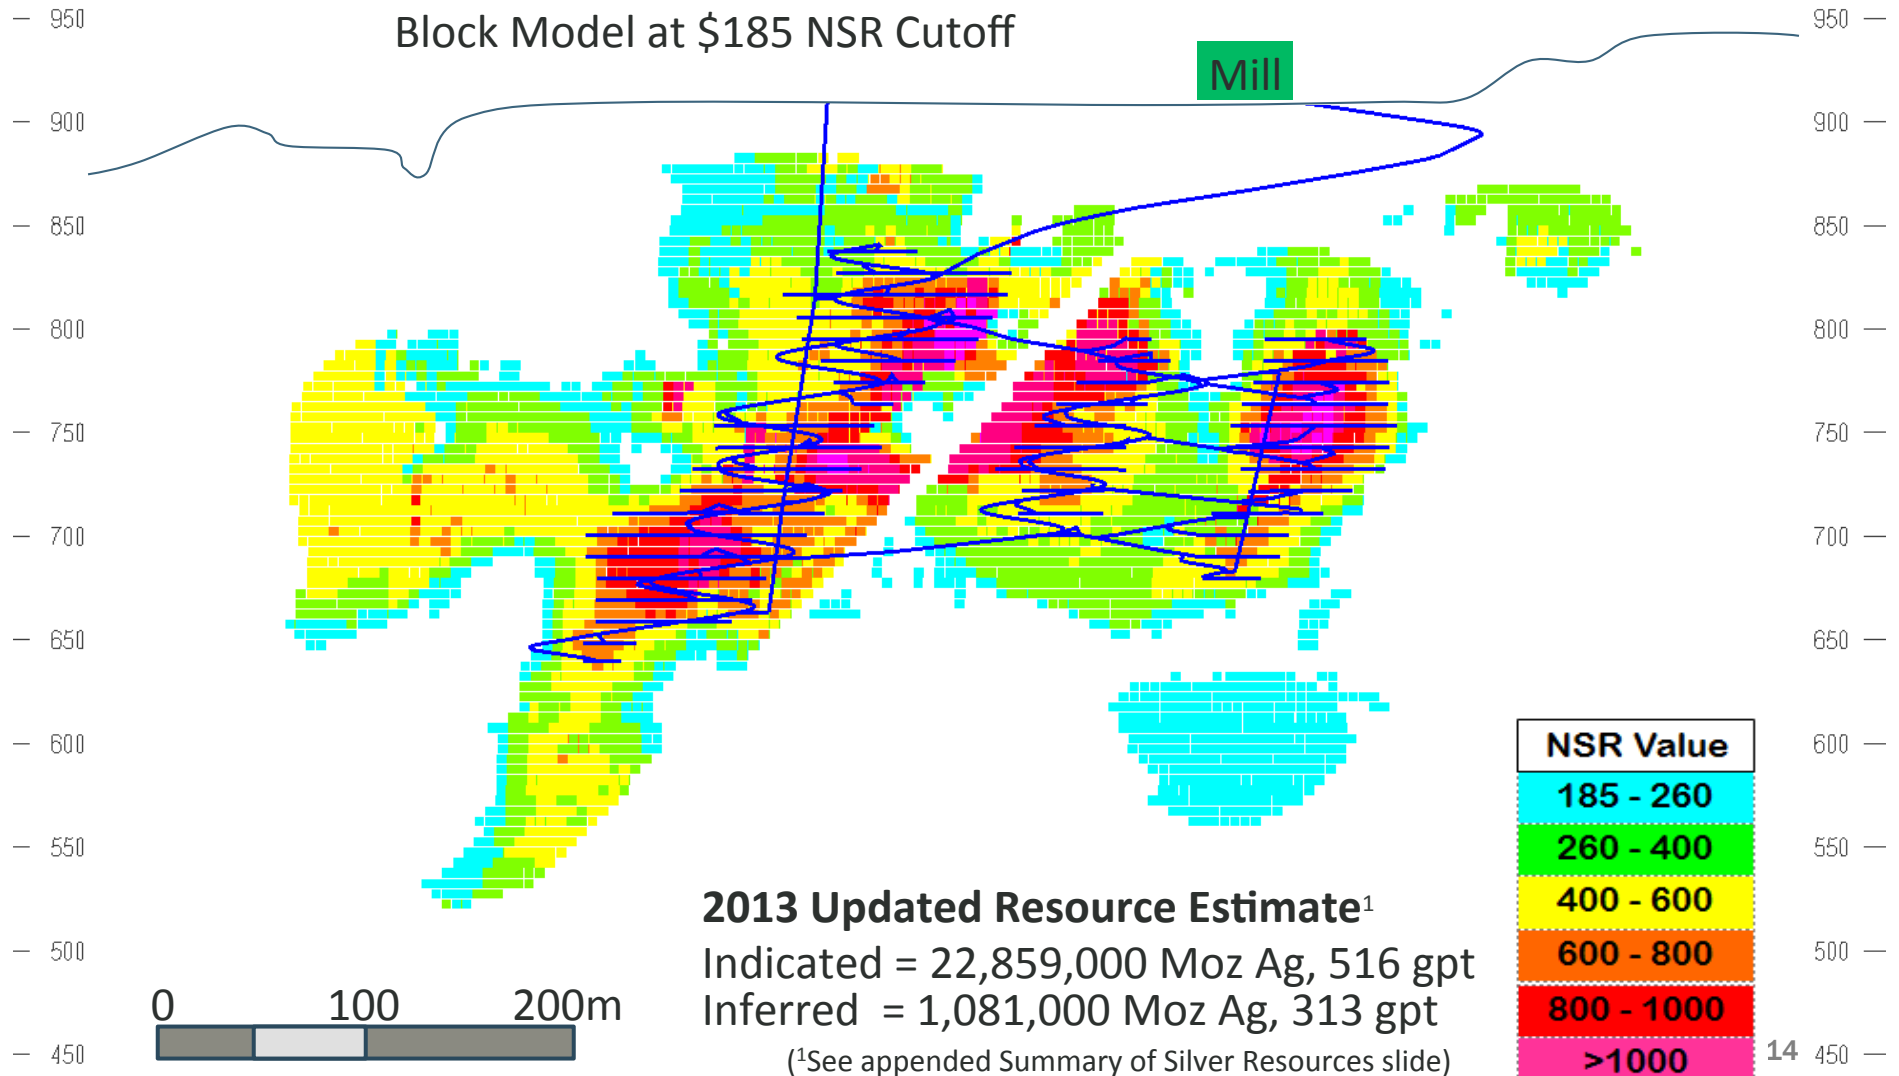 Block Model at $185 NSR Cutoff
Mill
950
900
850
800
750
700
650
600
550
500
450
950
900
850
800
750
700
650
600
550
500
450
NSR Value
185 - 260
260 - 400
400 - 600
600 - 800
800 - 1000
>1000
2013 Updated Resource Estimate¹
Indicated = 22,859,000 Moz Ag, 516 gpt
Inferred = 1,081,000 Moz Ag, 313 gpt
(¹See appended Summary of Silver Resources slide)
0 100 200m
14